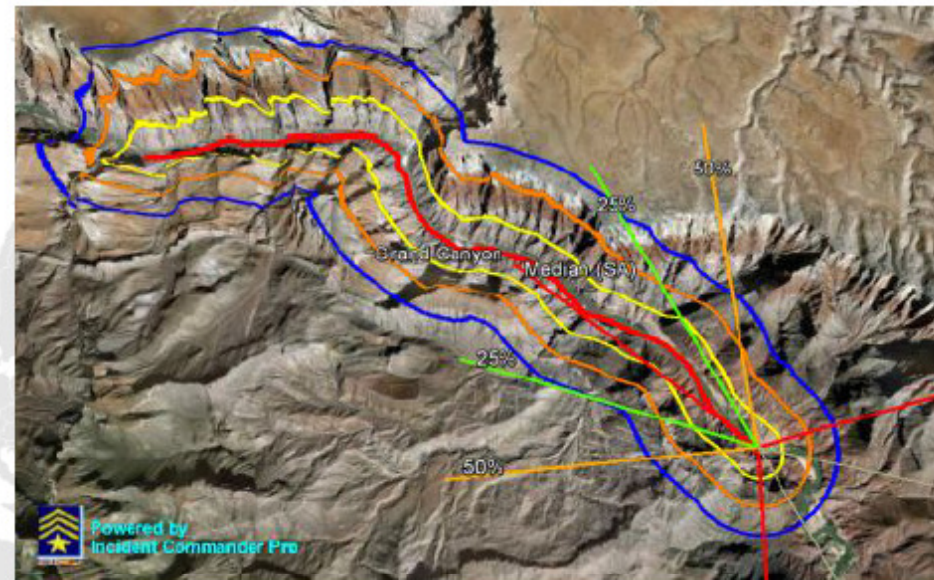 50%
25%
Grand Canyon
Median (SA)
25%
50%
Powered by
Incident Commander Pro